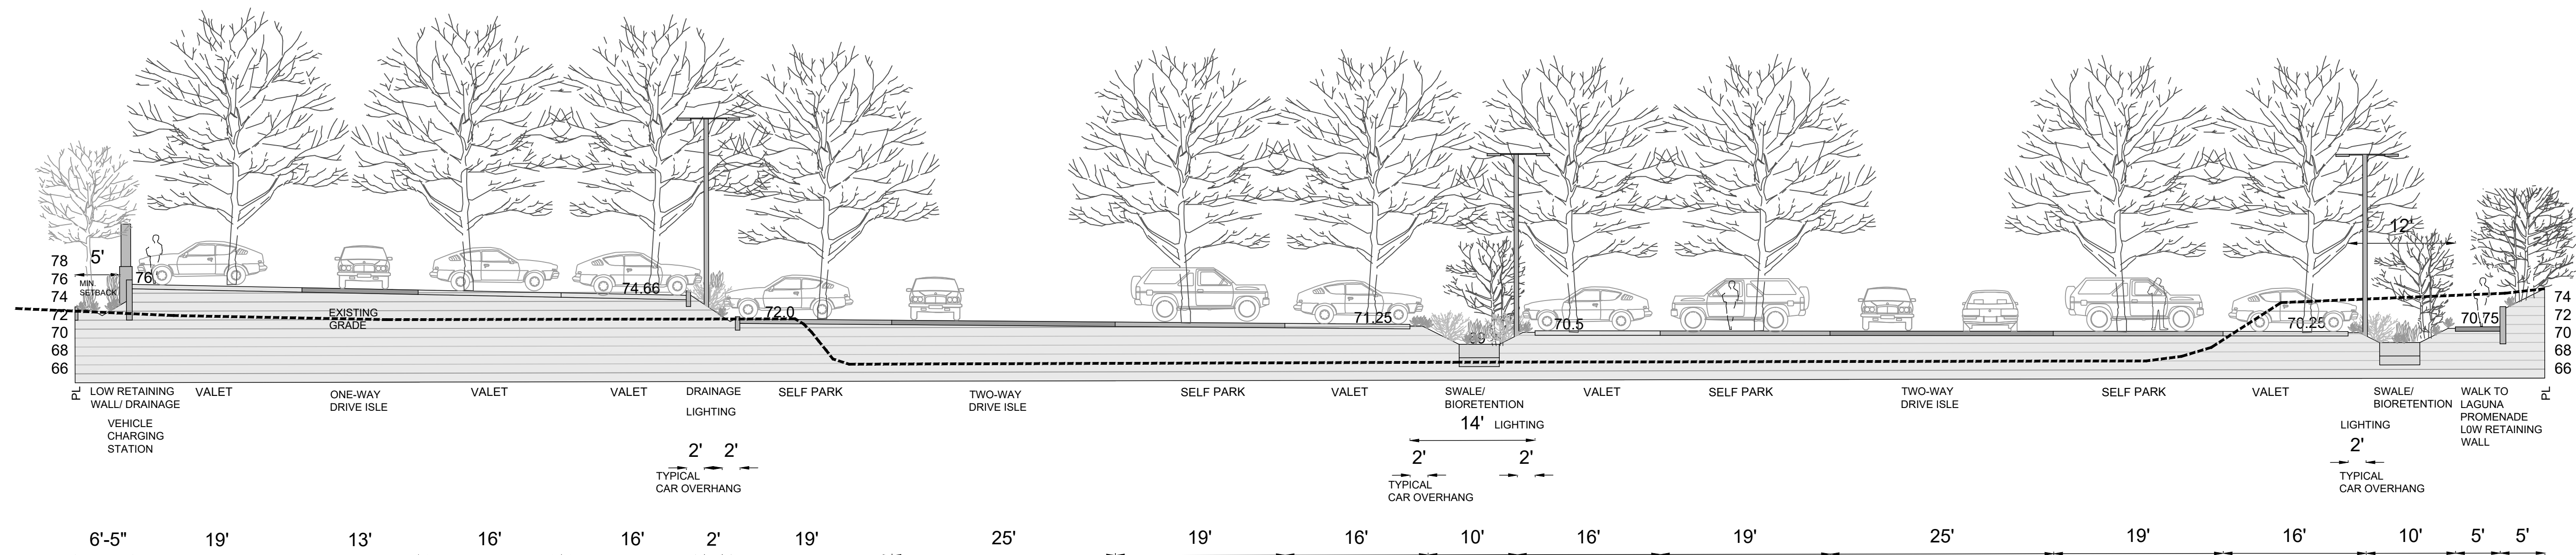 5'
12'
78
76
74
72
70
68
66
MIN.
SETBACK
76
EXISTING
GRADE
74.66
72.0
71.25
69
70.5
70.25
70.75
74
72
70
68
66
PL
LOW RETAINING
WALL/ DRAINAGE
VEHICLE
CHARGING
STATION
VALET
ONE-WAY
DRIVE ISLE
VALET
VALET
DRAINAGE
LIGHTING
SELF PARK
TWO-WAY
DRIVE ISLE
SELF PARK
VALET
SWALE/
BIORETENTION
LIGHTING
VALET
SELF PARK
TWO-WAY
DRIVE ISLE
SELF PARK
VALET
LIGHTING
SWALE/
BIORETENTION
WALK TO
LAGUNA
PROMENADE
L0W RETAINING
WALL
PL
2' 2'
TYPICAL
CAR OVERHANG
14'
2' 2'
TYPICAL
CAR OVERHANG
2'
TYPICAL
CAR OVERHANG
6'-5" 19' 13' 16' 16' 2' 19' 25' 19' 16' 10' 16' 19' 25' 19' 16' 10' 5' 5'